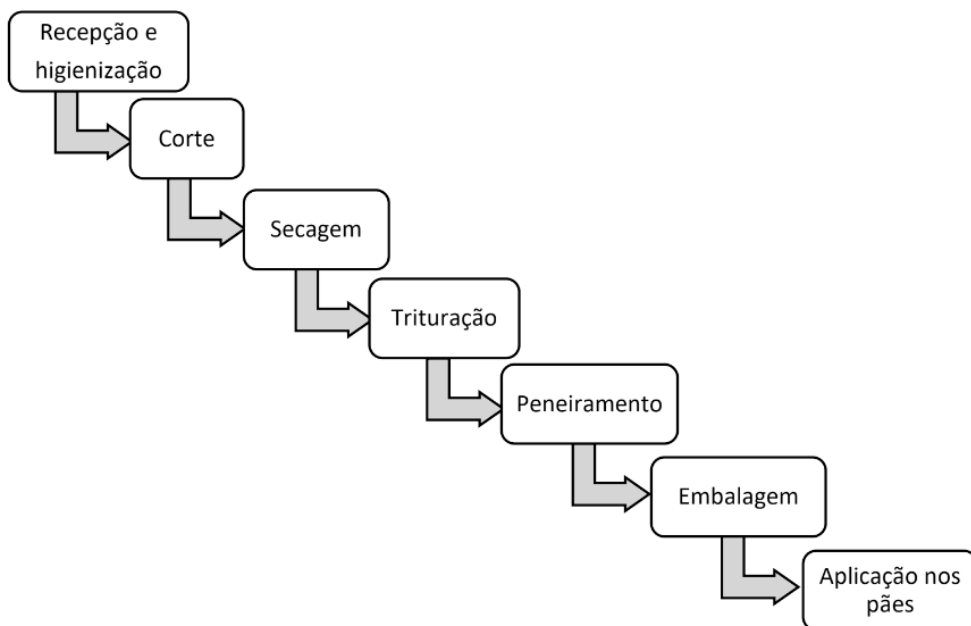 Recepção e
higienização
Corte
Secagem
Trituração
Peneiramento
Embalagem
Aplicação nos
pães